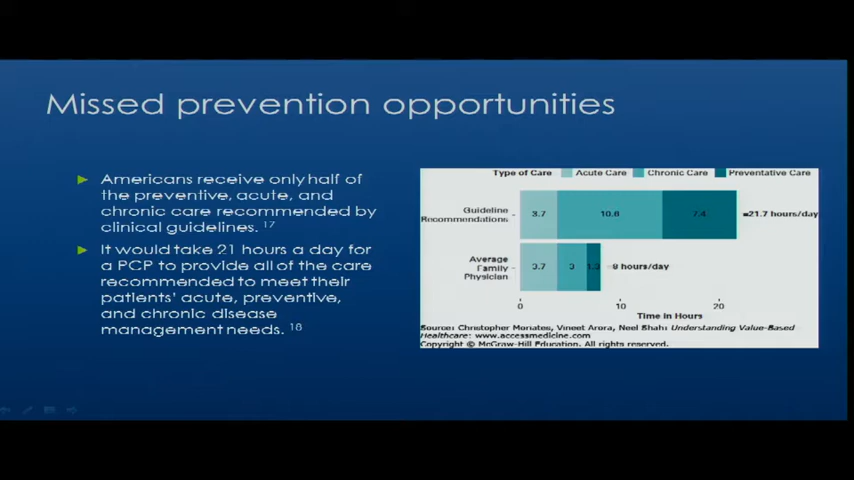 Missed prevention opportunities
Americans receive only half of
the preventive, acute, and
chronic care recommended by
clinical guidelines. 17
It would take 21 hours a day for
a PCP to provide all of the care
recommended to meet their
patients' acute, preventive,
and chronic disease
management needs. 18
Type of Care Acute Care Chronic Care Preventative Care
Guideline
Recommendations
3.7 10.6 7.4 =21.7 hours/day
Average
Family
Physician
3.7 3 1.3 8 hours/day
0 10 20
Time in Hours
Source: Christopher Moriates, Vineet Arora, Neel Shah: Understanding Value-Based
Healthcare: www.accessmedicine.com
Copyright © McGraw-Hill Education. All rights reserved.